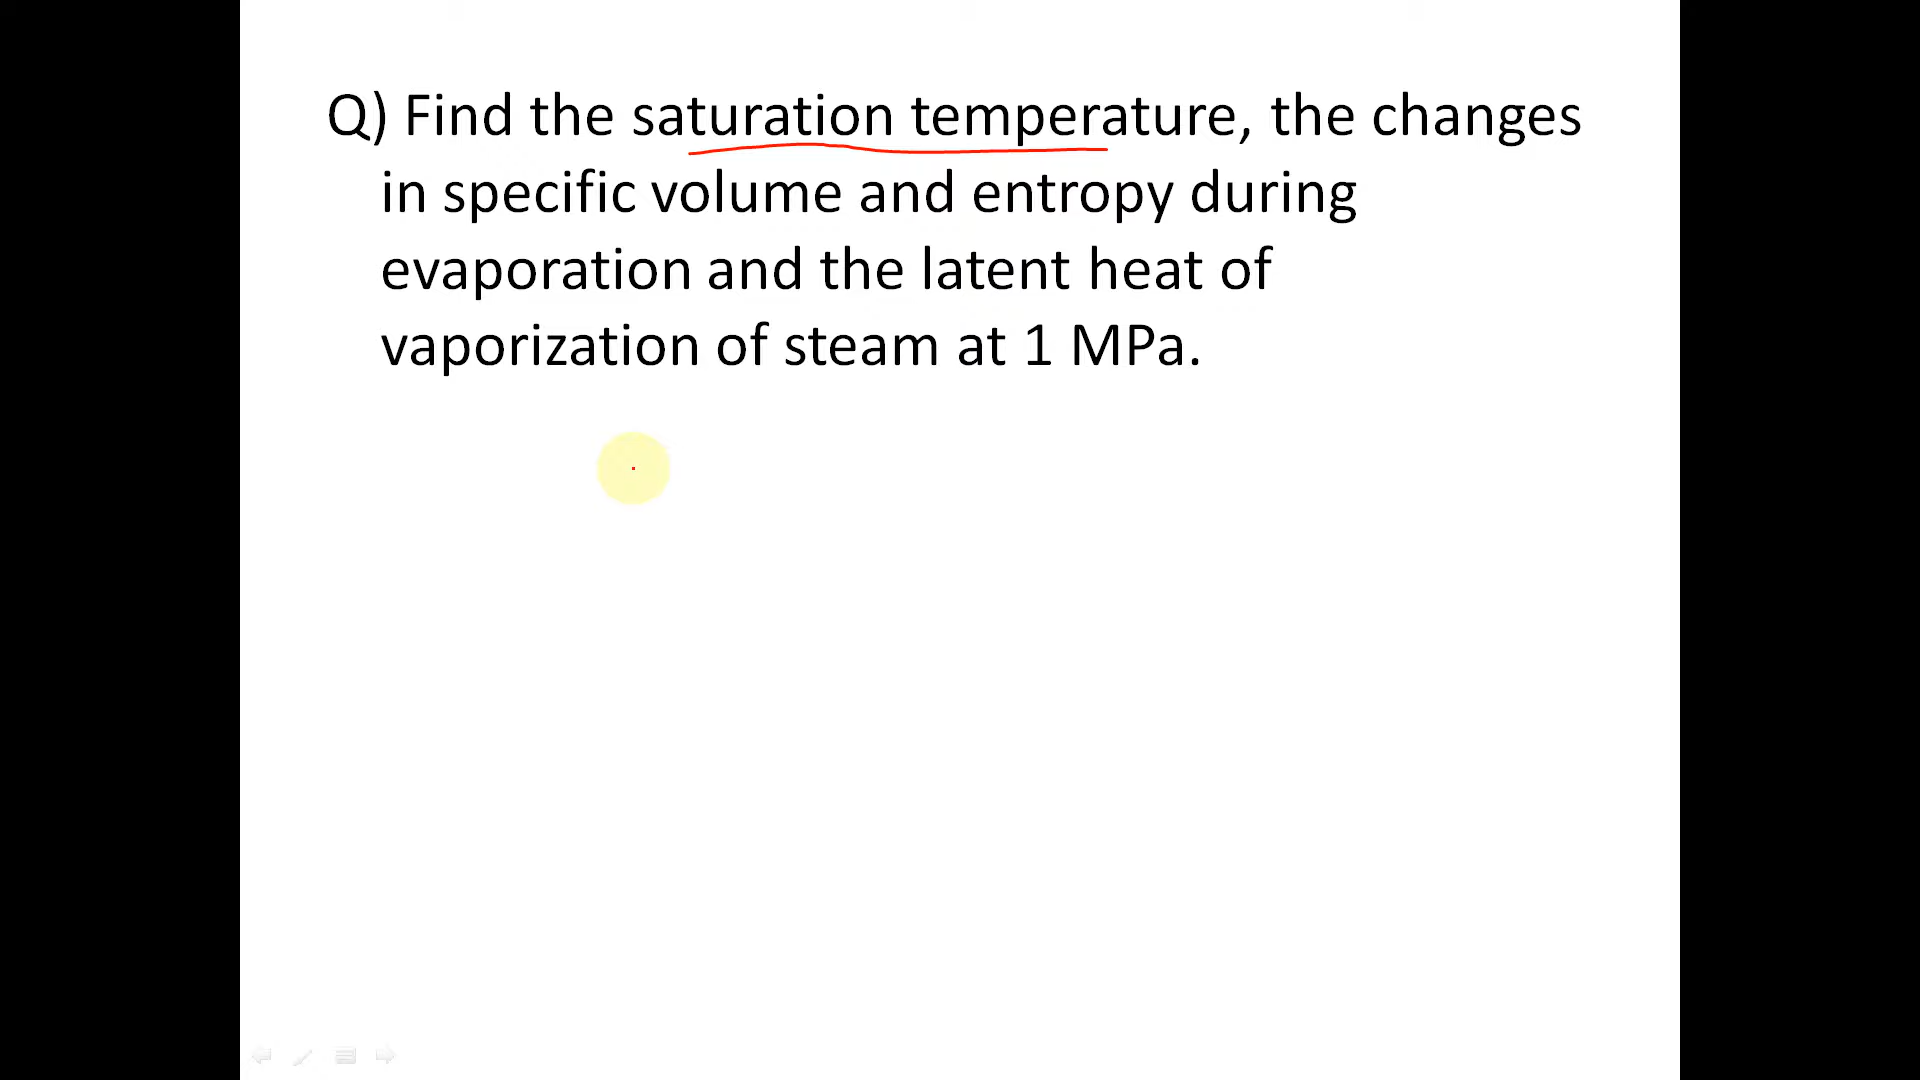 Q) Find the saturation temperature, the changes
in specific volume and entropy during
evaporation and the latent heat of
vaporization of steam at 1 MPa.